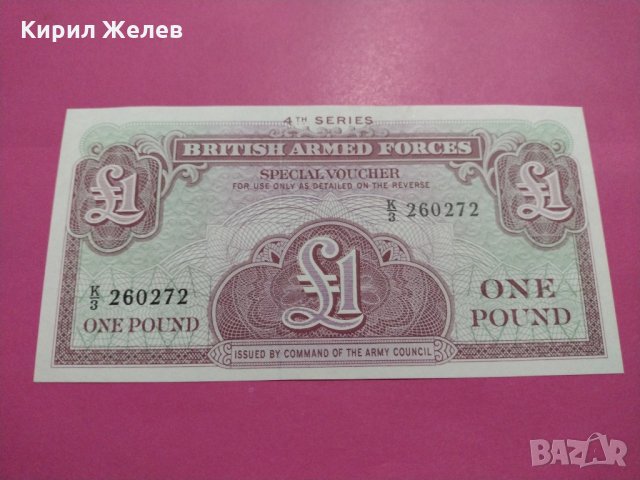 Кирил Желев
4TH SERIES
BRITISH ARMED FORCES
SPECIAL VOUCHER
FOR USE ONLY AS DETAILED ON THE REVERSE
£1 £1
K/3 260272
£1
K/3 260272
ONE POUND
ONE
POUND
ISSUED BY COMMAND OF THE ARMY COUNCIL
BAZAR